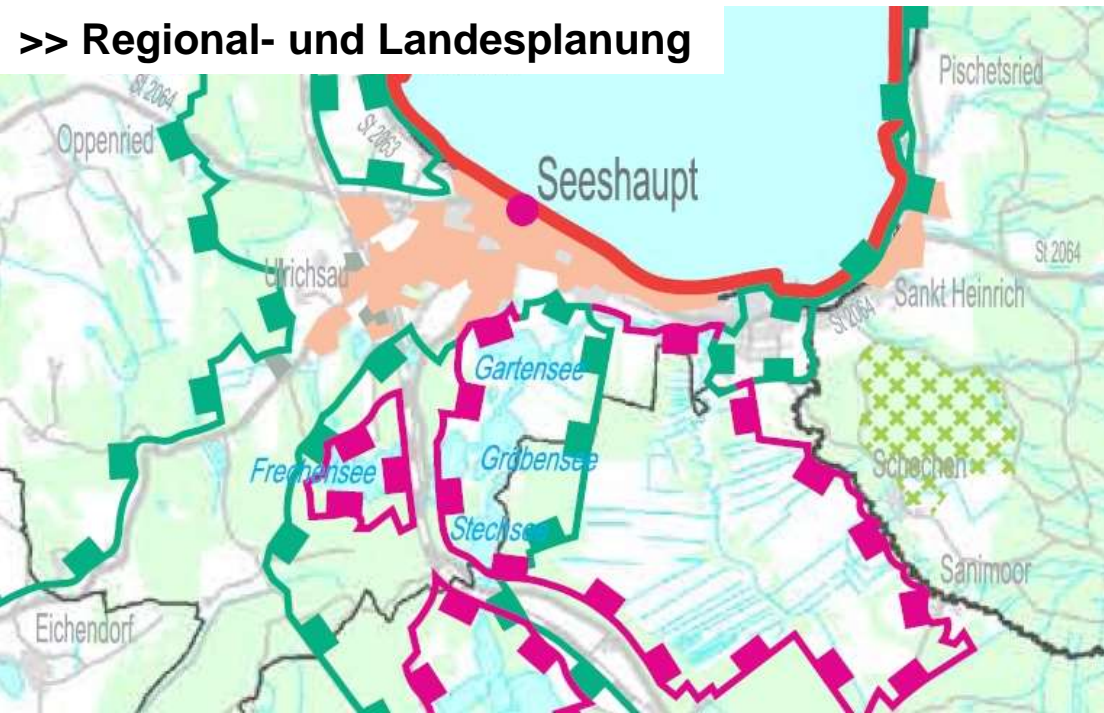 >> Regional- und Landesplanung
Pischetsried
St 2064
Oppenried
St 2063
Seeshaupt
St 2064
Ulrichsau
Sankt Heinrich
St 2064
Gartensee
Gröbensee
Schechen
Frechensee
Stechsee
Sanimoor
Eichendorf